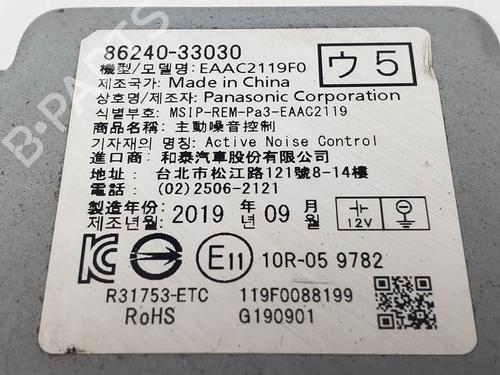 86240-33030
ウ5
機型/모델명: EAAC2119F0
제조국가: Made in China
상호명/제조자: Panasonic Corporation
식별부호: MSIP-REM-Pa3-EAAC2119
商品名稱: 主動噪音控制
기자재의 명칭: Active Noise Control
進口商: 和泰汽車股份有限公司
地址: 台北市松江路121號8-14樓
電話: (02)2506-2121
製造年份: 2019 年 09 月
제조년월: 년 월
12V
E11 10R-05 9782
R31753-ETC 119F0088199
RoHS G190901
B-PARTS